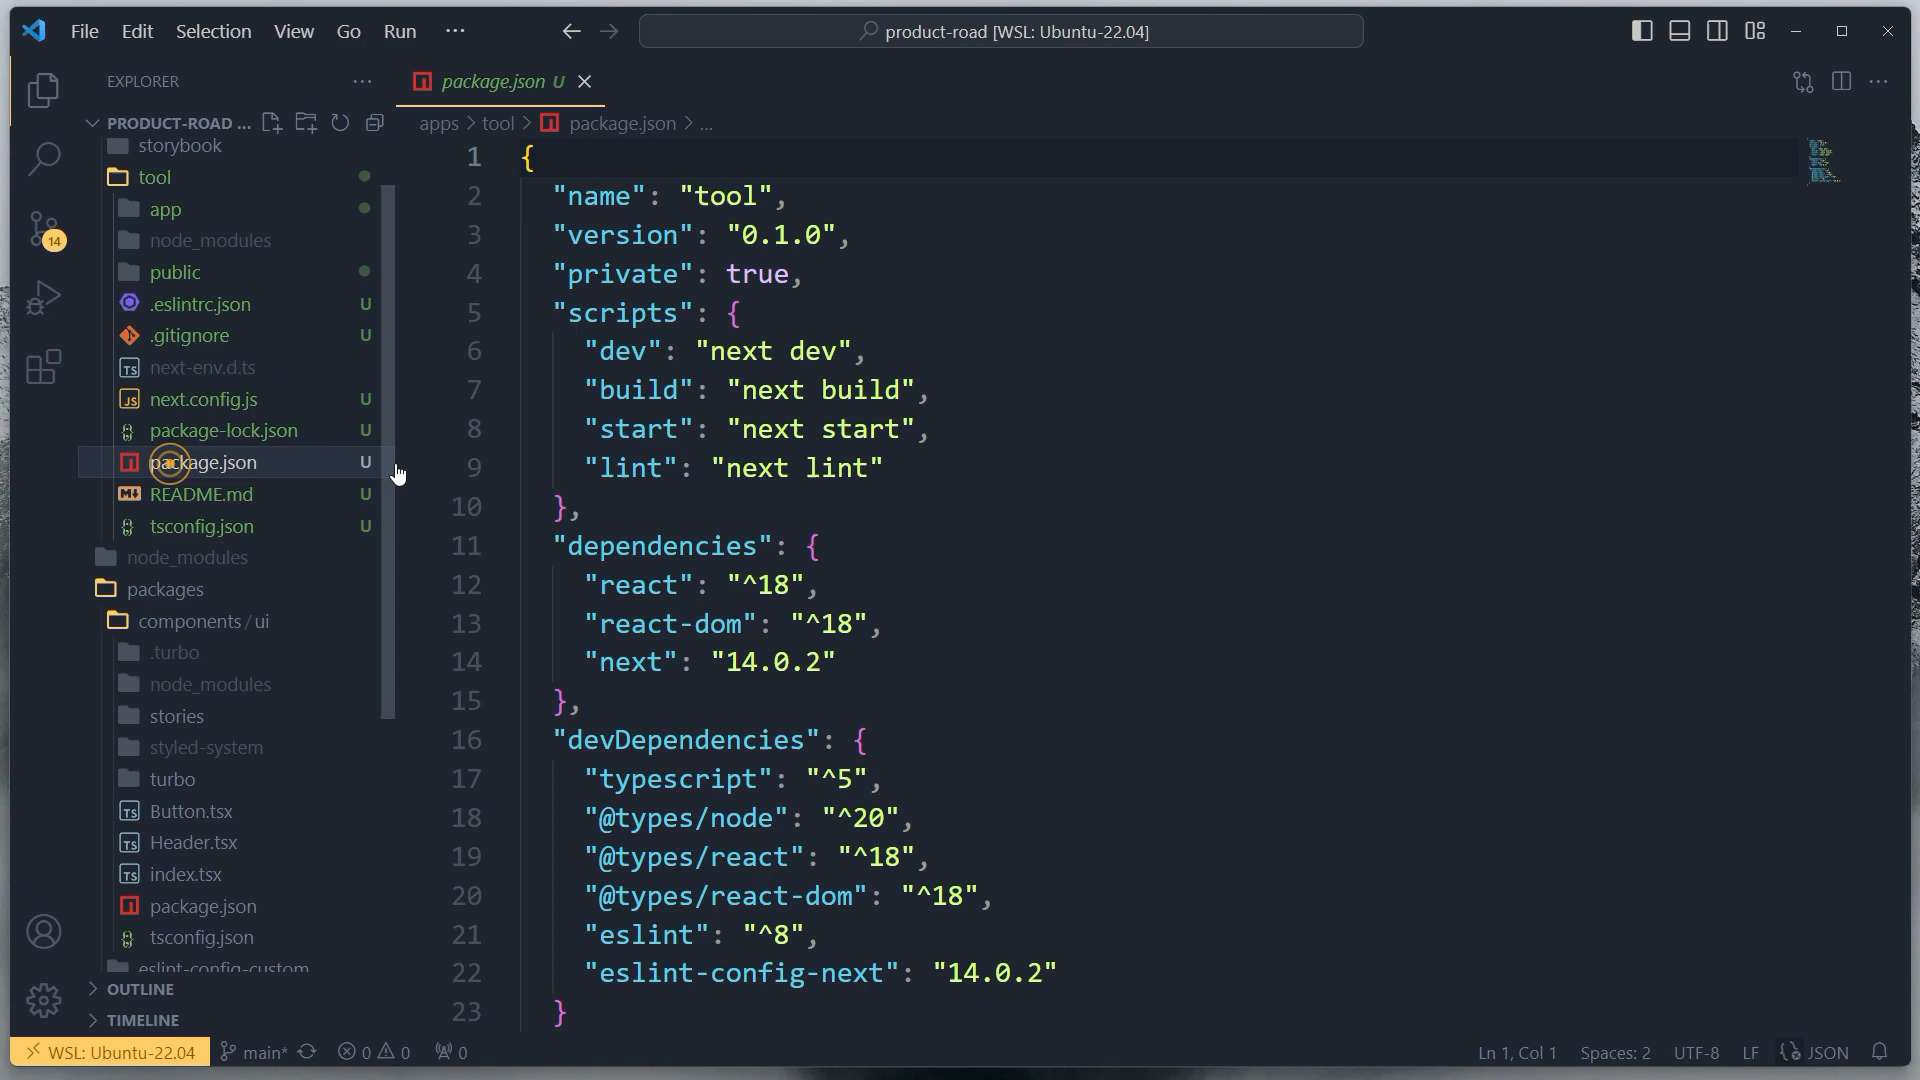 File Edit Selection View Go Run ···
product-road [WSL: Ubuntu-22.04]
EXPLORER
PRODUCT-ROAD ...
storybook
tool
app
node_modules
public
.eslintrc.json U
.gitignore U
next-env.d.ts
next.config.js U
package-lock.json U
package.json U
README.md U
tsconfig.json U
node_modules
packages
components / ui
.turbo
node_modules
stories
styled-system
turbo
Button.tsx
Header.tsx
index.tsx
package.json
tsconfig.json
eslint-config-custom
OUTLINE
TIMELINE
14
package.json U
apps > tool > package.json > ...
1 {
2 "name": "tool",
3 "version": "0.1.0",
4 "private": true,
5 "scripts": {
6 "dev": "next dev",
7 "build": "next build",
8 "start": "next start",
9 "lint": "next lint"
10 },
11 "dependencies": {
12 "react": "^18",
13 "react-dom": "^18",
14 "next": "14.0.2"
15 },
16 "devDependencies": {
17 "typescript": "^5",
18 "@types/node": "^20",
19 "@types/react": "^18",
20 "@types/react-dom": "^18",
21 "eslint": "^8",
22 "eslint-config-next": "14.0.2"
23 }
WSL: Ubuntu-22.04 main* 0 0 0
Ln 1, Col 1 Spaces: 2 UTF-8 LF JSON